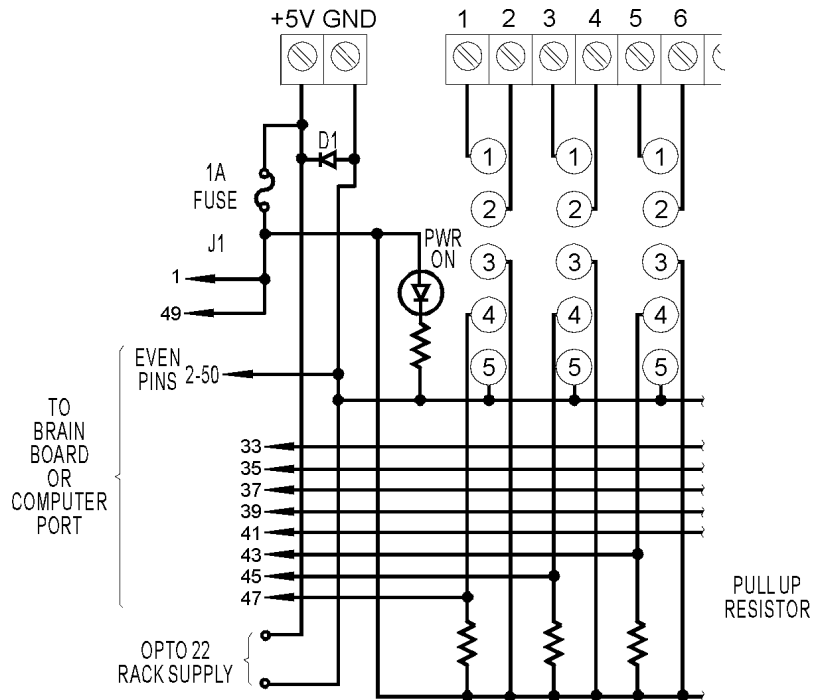 +5V GND
1 2 3 4 5 6
D1
1A
FUSE
J1
PWR
ON
1
49
1 1 1
2 2 2
3 3 3
4 4 4
5 5 5
EVEN
PINS 2-50
TO
BRAIN
BOARD
OR
COMPUTER
PORT
33
35
37
39
41
43
45
47
PULL UP
RESISTOR
OPTO 22
RACK SUPPLY